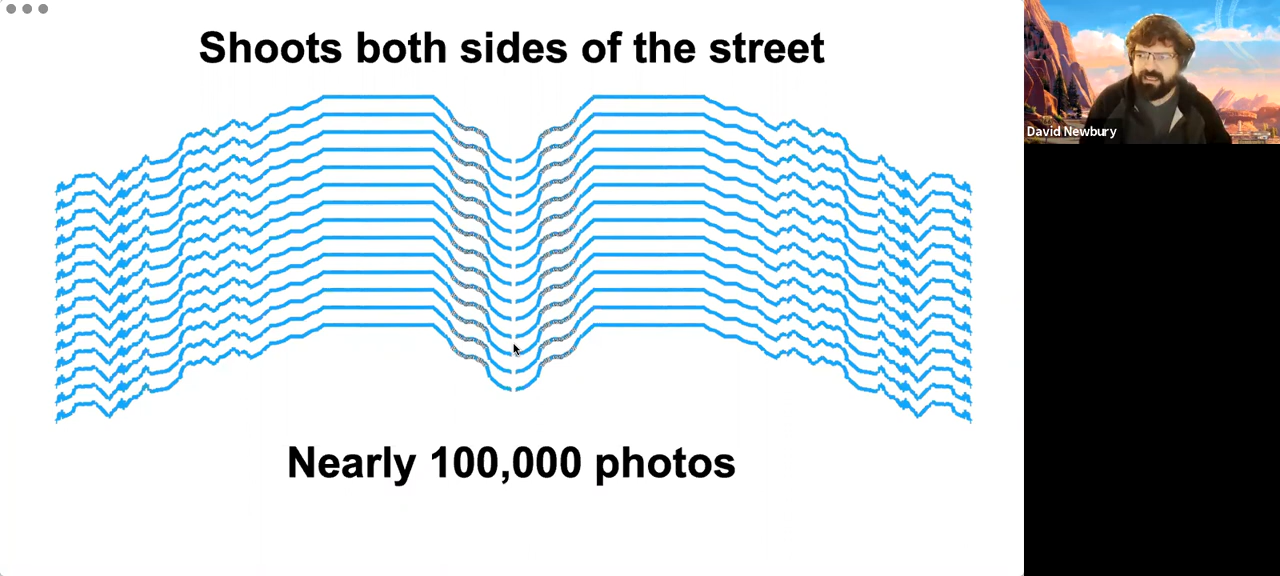 Shoots both sides of the street
David Newbury
Nearly 100,000 photos